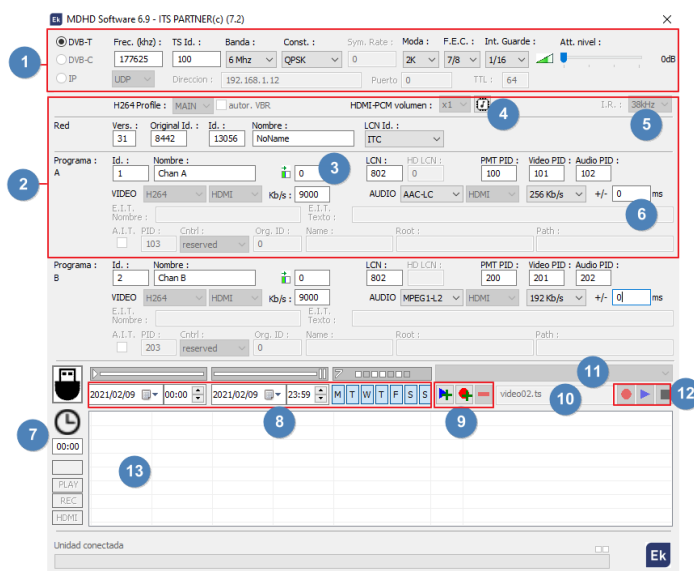 Ek MDHD Software 6.9 - ITS PARTNER(c) (7.2)
DVB-T Frec. (khz) : TS Id. : Banda : Const. : Sym. Rate : Moda : F.E.C. : Int. Guarde : Att. nivel :
177625 100 6 Mhz QPSK 0 2K 7/8 1/16 0dB
DVB-C
IP UDP Direccion : 192.168.1.12 Puerto 0 TTL : 64
1
H264 Profile : MAIN autor. VBR HDMI-PCM volumen : x1 I.R. : 38kHz
4
5
Red Vers. : Original Id. : Id. : Nombre : LCN Id. :
31 8442 13056 NoName ITC
2
Programa : Id. : Nombre : LCN : HD LCN : PMT PID : Video PID : Audio PID :
A 1 Chan A 0 802 0 100 101 102
3
VIDEO H264 HDMI Kb/s : 9000 AUDIO AAC-LC HDMI 256 Kb/s +/- 0 ms
6
E.I.T. Nombre : E.I.T. Texto :
A.I.T. PID : Cntrl : Org. ID : Name : Root : Path :
103 reserved 0
Programa : Id. : Nombre : LCN : HD LCN : PMT PID : Video PID : Audio PID :
B 2 Chan B 0 802 200 201 202
VIDEO H264 HDMI Kb/s : 9000 AUDIO MPEG1-L2 HDMI 192 Kb/s +/- 0 ms
E.I.T. Nombre : E.I.T. Texto :
A.I.T. PID : Cntrl : Org. ID : Name : Root : Path :
203 reserved 0
11
2021/02/09 00:00 2021/02/09 23:59 M T W T F S S video02.ts
10
12
7
8
9
00:00
13
PLAY
REC
HDMI
Unidad conectada
Ek